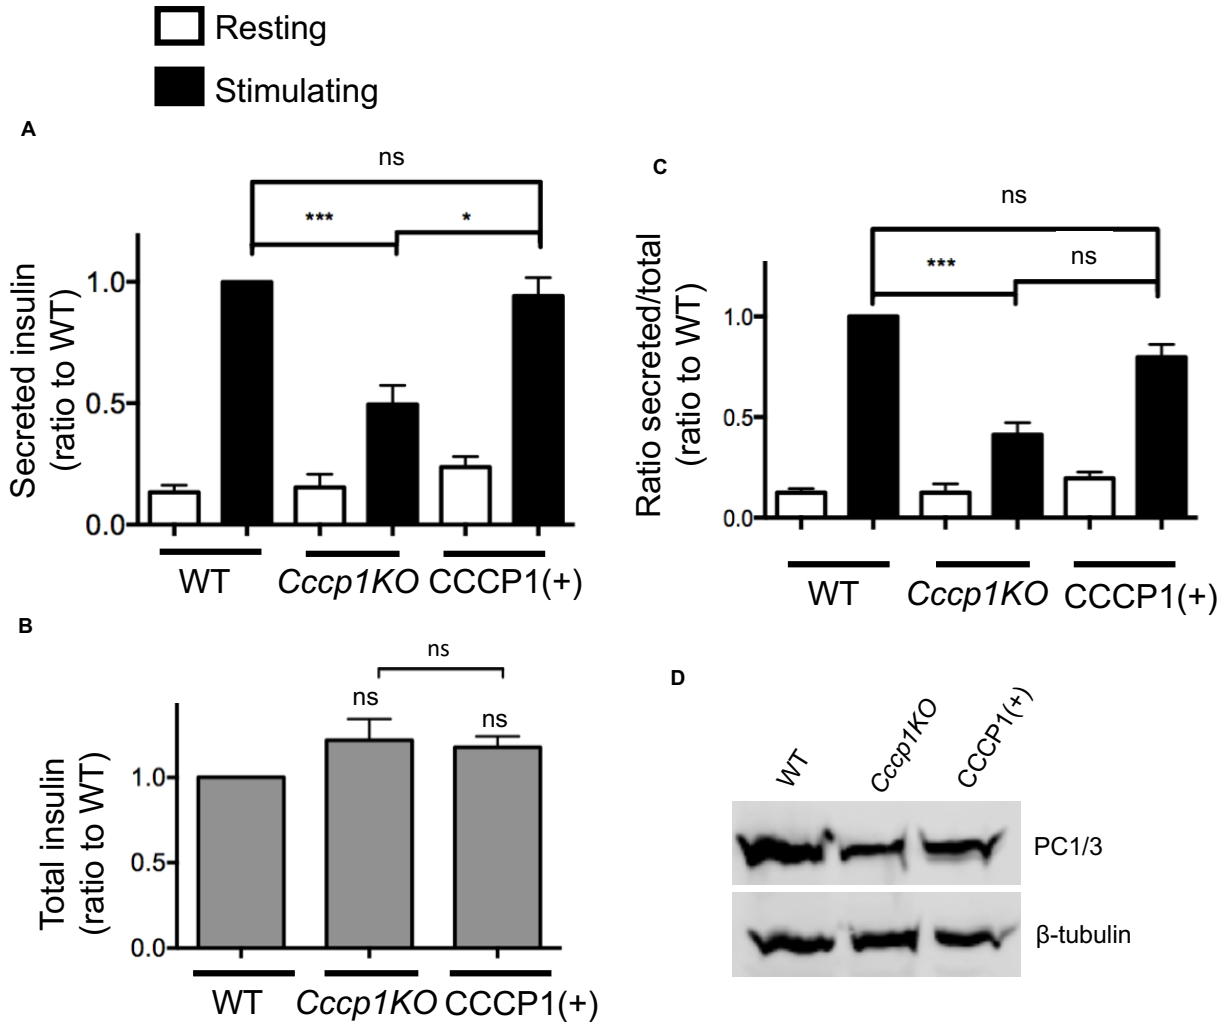 Resting
Stimulating
A
ns
***
*
Secreted insulin
(ratio to WT)
1.0
0.5
0.0
WT
Cccp1KO
CCCP1(+)
C
ns
***
ns
Ratio secreted/total
(ratio to WT)
1.0
0.5
0.0
WT
Cccp1KO
CCCP1(+)
B
ns
ns
ns
Total insulin
(ratio to WT)
1.0
0.5
0.0
WT
Cccp1KO
CCCP1(+)
D
WT
Cccp1KO
CCCP1(+)
PC1/3
β-tubulin